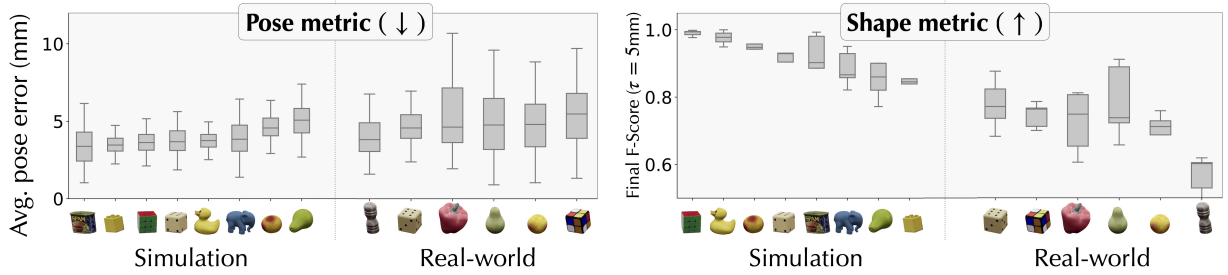 Pose metric ( ↓ )
Avg. pose error (mm)
10
5
0
Simulation
Real-world
Shape metric ( ↑ )
Final F-Score (τ = 5mm)
1.0
0.8
0.6
Simulation
Real-world